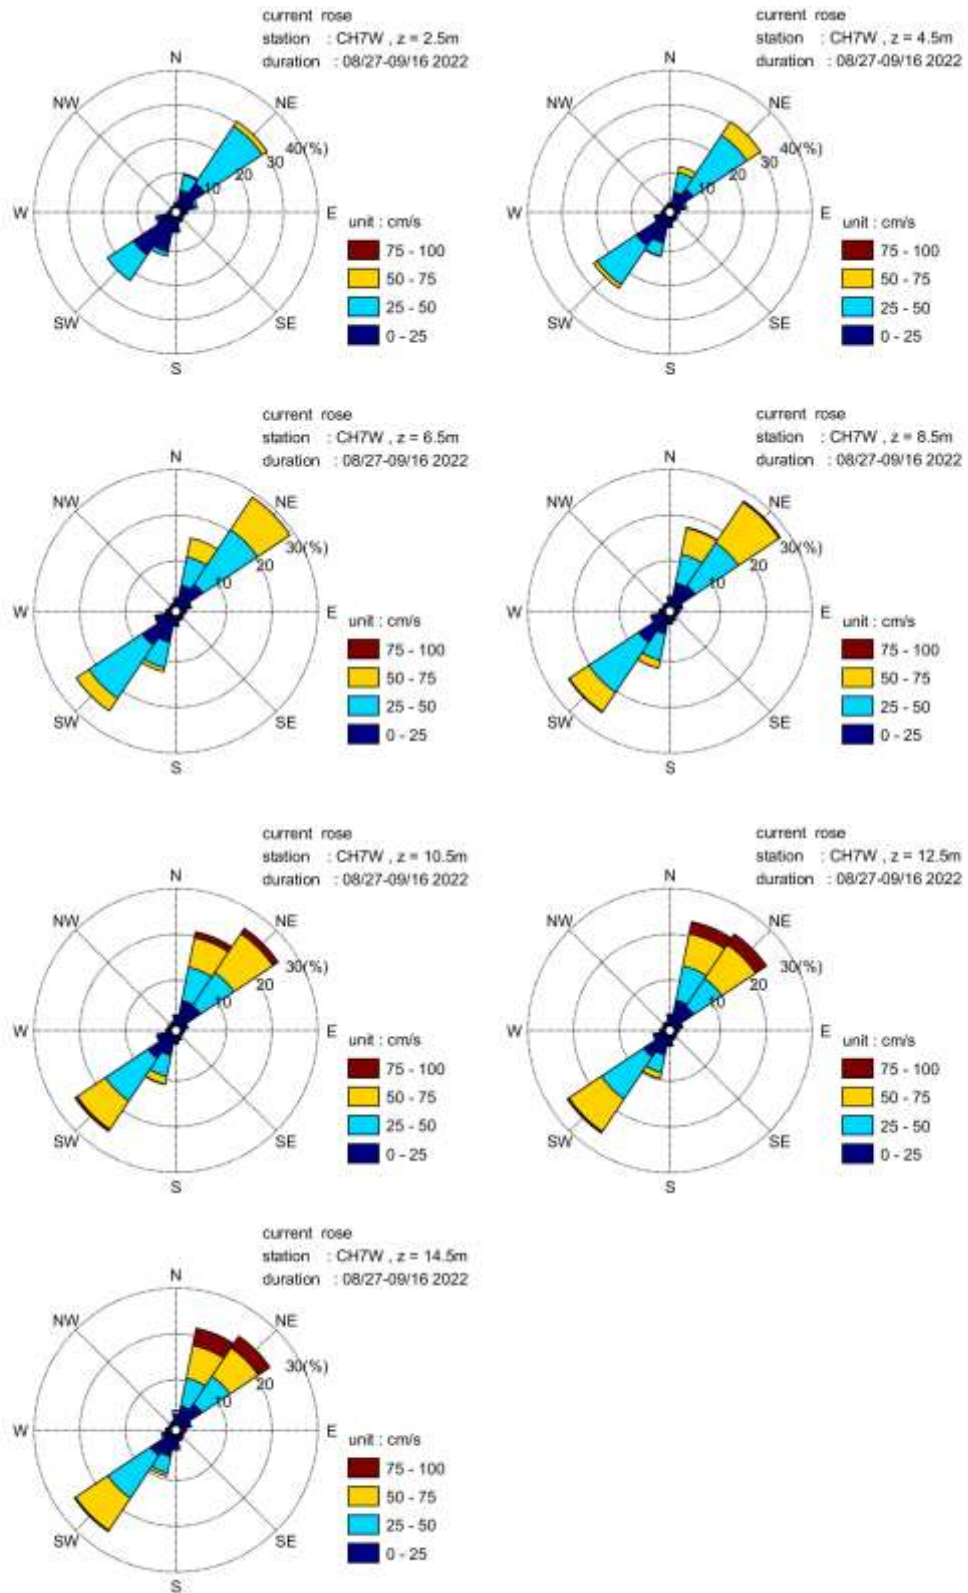 current rose
station : CH7W , z = 2.5m
duration : 08/27-09/16 2022
N
NW
NE
40(%)
30
20
10
W
E
unit : cm/s
75 - 100
50 - 75
25 - 50
0 - 25
SW
SE
S
current rose
station : CH7W , z = 4.5m
duration : 08/27-09/16 2022
N
NW
NE
40(%)
30
20
10
W
E
unit : cm/s
75 - 100
50 - 75
25 - 50
0 - 25
SW
SE
S
current rose
station : CH7W , z = 6.5m
duration : 08/27-09/16 2022
N
NW
NE
30(%)
20
10
W
E
unit : cm/s
75 - 100
50 - 75
25 - 50
0 - 25
SW
SE
S
current rose
station : CH7W , z = 8.5m
duration : 08/27-09/16 2022
N
NW
NE
30(%)
20
10
W
E
unit : cm/s
75 - 100
50 - 75
25 - 50
0 - 25
SW
SE
S
current rose
station : CH7W , z = 10.5m
duration : 08/27-09/16 2022
N
NW
NE
30(%)
20
10
W
E
unit : cm/s
75 - 100
50 - 75
25 - 50
0 - 25
SW
SE
S
current rose
station : CH7W , z = 12.5m
duration : 08/27-09/16 2022
N
NW
NE
30(%)
20
10
W
E
unit : cm/s
75 - 100
50 - 75
25 - 50
0 - 25
SW
SE
S
current rose
station : CH7W , z = 14.5m
duration : 08/27-09/16 2022
N
NW
NE
30(%)
20
10
W
E
unit : cm/s
75 - 100
50 - 75
25 - 50
0 - 25
SW
SE
S